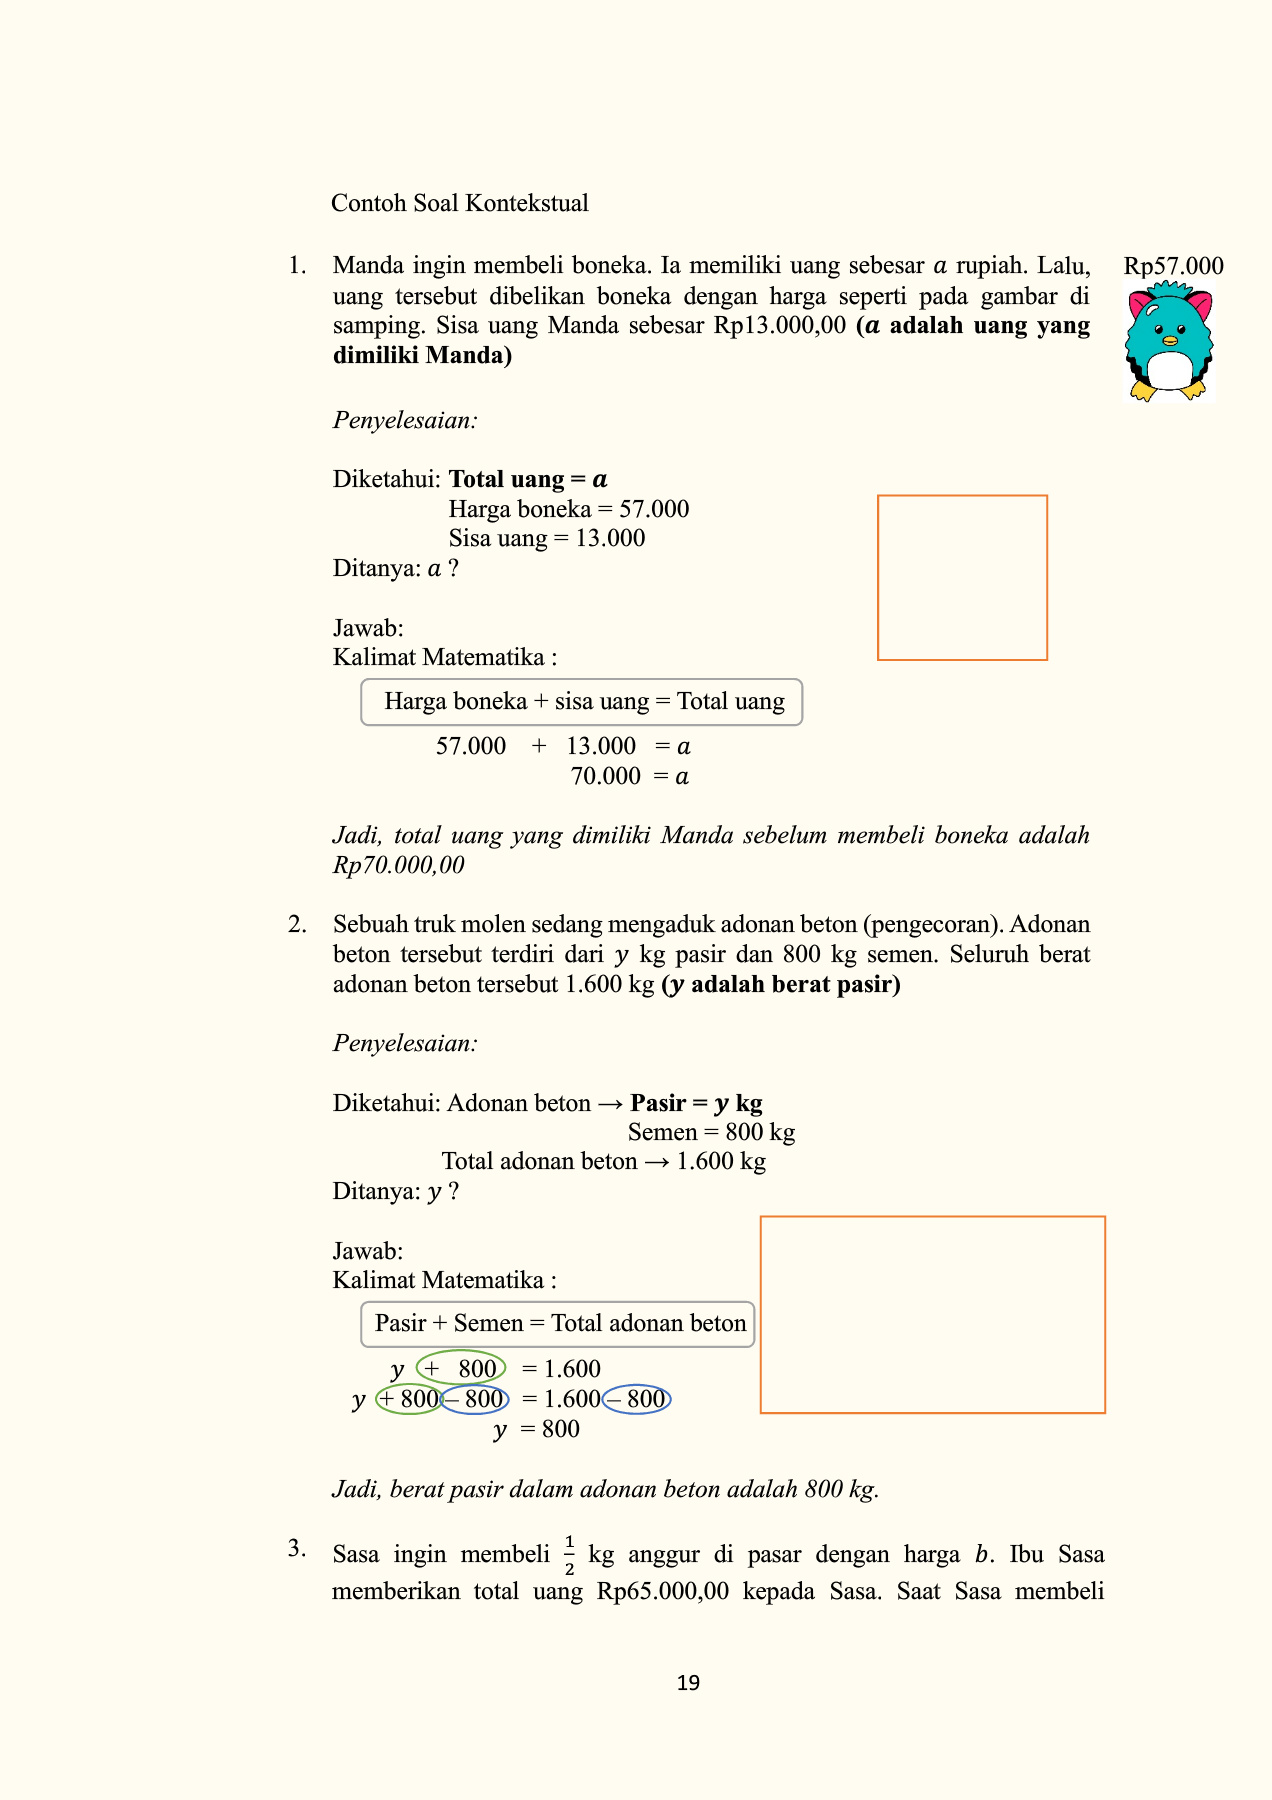 Contoh Soal Kontekstual
1. Manda ingin membeli boneka. Ia memiliki uang sebesar a rupiah. Lalu,
Rp57.000
uang tersebut dibelikan boneka dengan harga seperti pada gambar di
samping. Sisa uang Manda sebesar Rp13.000,00 (a adalah uang yang
dimiliki Manda)
Penyelesaian:
Diketahui: Total uang = a
Harga boneka = 57.000
Sisa uang = 13.000
Ditanya: a ?
Jawab:
Kalimat Matematika :
Harga boneka + sisa uang = Total uang
57.000 + 13.000 = a
70.000 = a
Jadi, total uang yang dimiliki Manda sebelum membeli boneka adalah
Rp70.000,00
2. Sebuah truk molen sedang mengaduk adonan beton (pengecoran). Adonan
beton tersebut terdiri dari y kg pasir dan 800 kg semen. Seluruh berat
adonan beton tersebut 1.600 kg (y adalah berat pasir)
Penyelesaian:
Diketahui: Adonan beton → Pasir = y kg
Semen = 800 kg
Total adonan beton → 1.600 kg
Ditanya: y ?
Jawab:
Kalimat Matematika :
Pasir + Semen = Total adonan beton
y + 800 = 1.600
y + 800 – 800 = 1.600 – 800
y = 800
Jadi, berat pasir dalam adonan beton adalah 800 kg.
3. Sasa ingin membeli 1/2 kg anggur di pasar dengan harga b. Ibu Sasa
memberikan total uang Rp65.000,00 kepada Sasa. Saat Sasa membeli
19